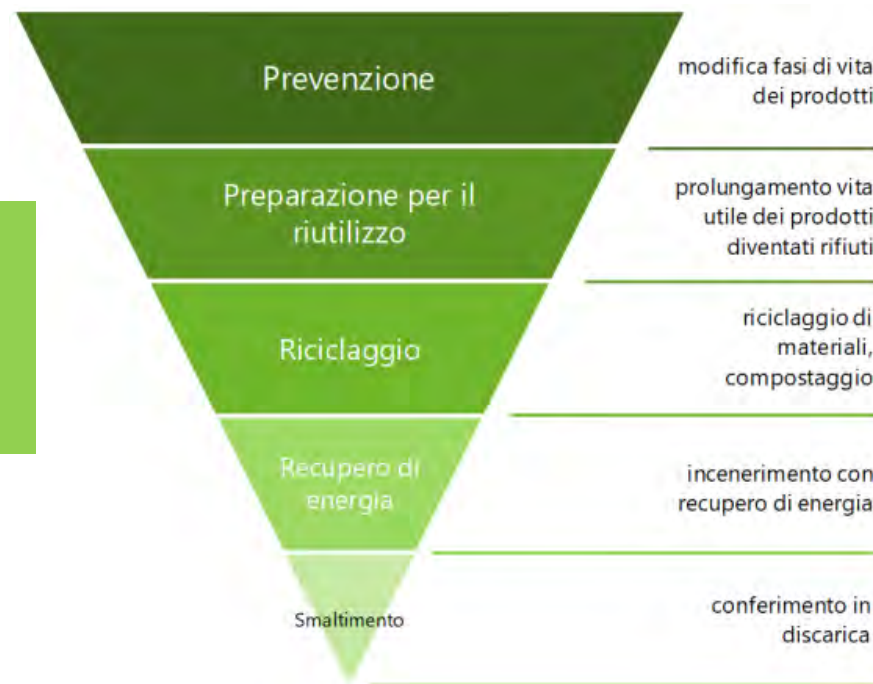 Prevenzione
modifica fasi di vita
dei prodotti
Preparazione per il
riutilizzo
prolungamento vita
utile dei prodotti
diventati rifiuti
Riciclaggio
riciclaggio di
materiali,
compostaggio
Recupero di
energia
incenerimento con
recupero di energia
Smaltimento
conferimento in
discarica